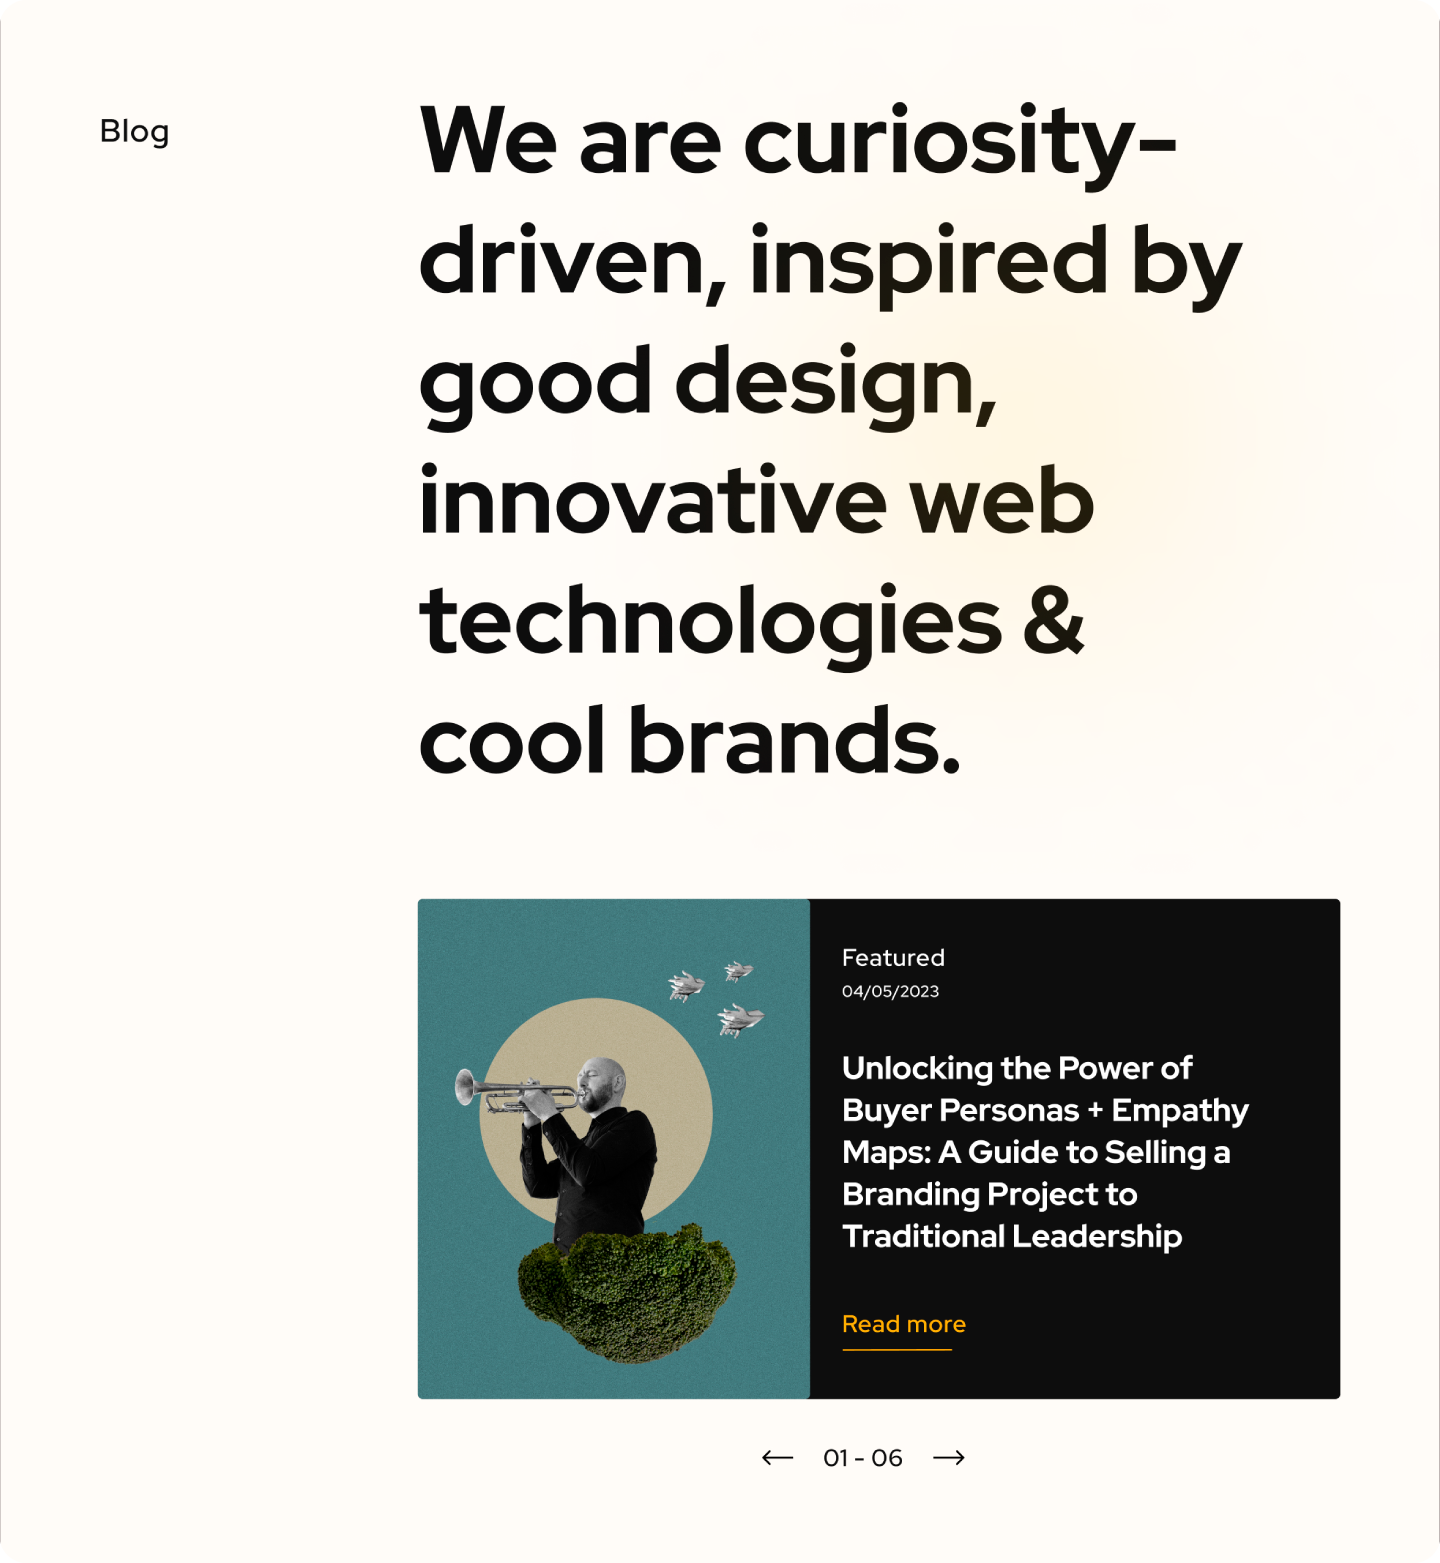 Blog
We are curiosity-
driven, inspired by
good design,
innovative web
technologies &
cool brands.
Featured
04/05/2023
Unlocking the Power of
Buyer Personas + Empathy
Maps: A Guide to Selling a
Branding Project to
Traditional Leadership
Read more
01 - 06